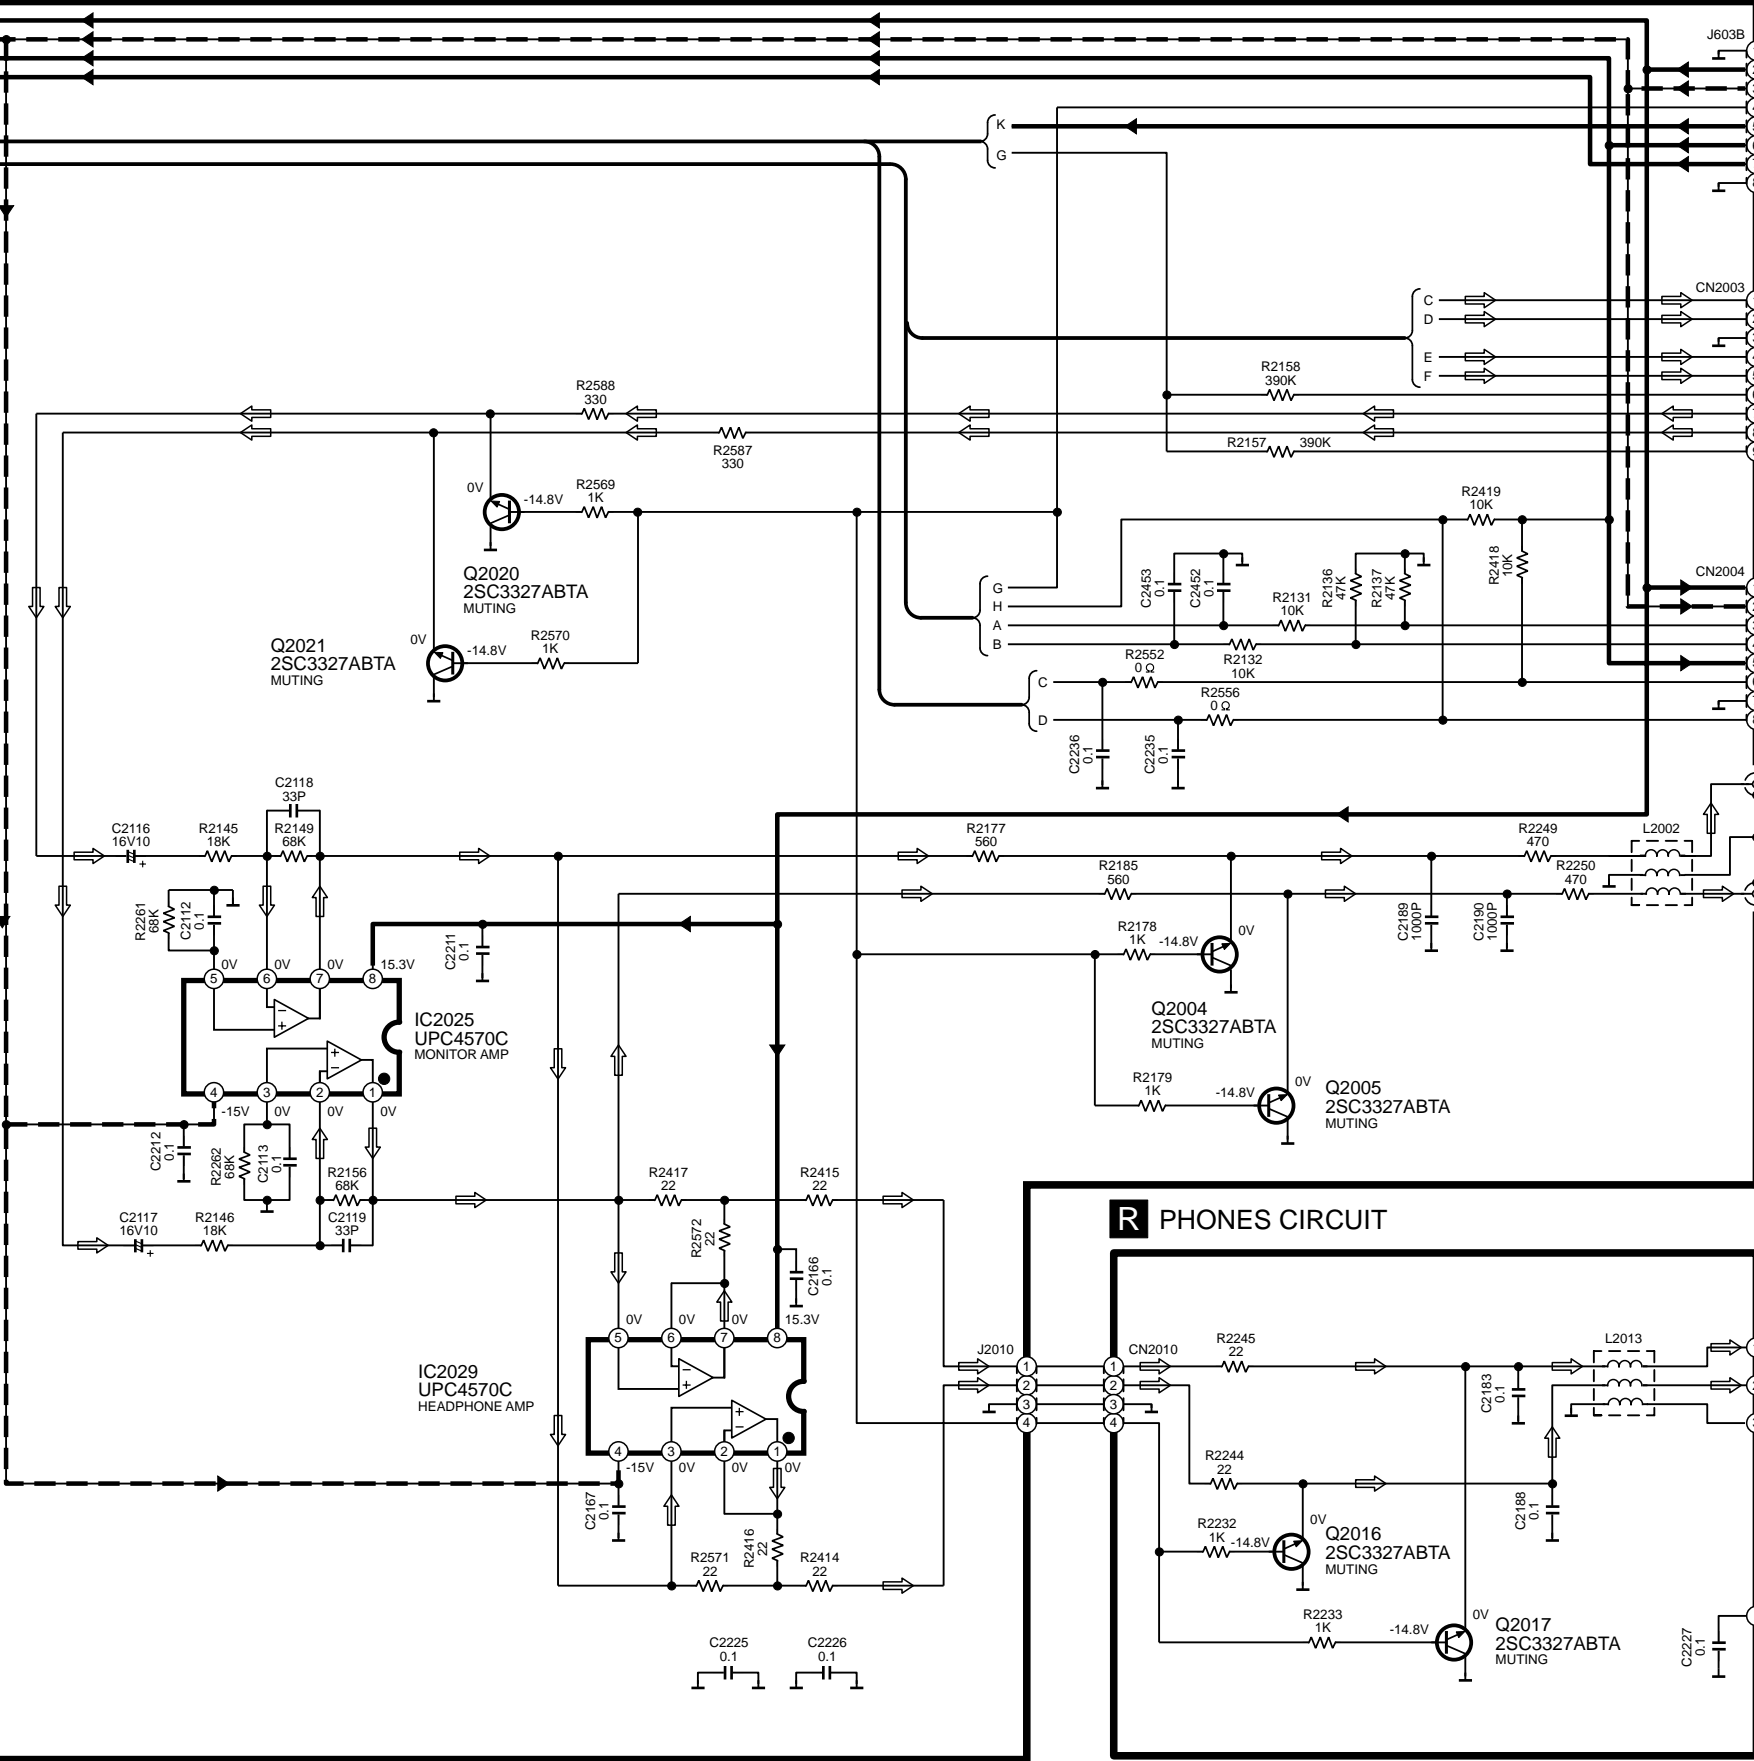 J603B
K
G
CN2003
C
D
E
F
R2158
390K
R2588
330
R2587
330
R2157 390K
0V
-14.8V
R2569
1K
R2419
10K
R2418
10K
Q2020
2SC3327ABTA
MUTING
CN2004
G
H
A
B
C2453
0.1
C2452
0.1
R2131
10K
R2136
47K
R2137
47K
Q2021
2SC3327ABTA
MUTING
0V
-14.8V
R2570
1K
R2552
0 Ω
R2132
10K
C
R2556
0 Ω
D
C2236
0.1
C2235
0.1
C2118
33P
C2116
16V10
+
R2145
18K
R2149
68K
R2177
560
R2185
560
R2249
470
R2250
470
L2002
R2261
68K
C2112
0.1
C2211
0.1
R2178
1K
-14.8V
0V
C2189
1000P
C2190
1000P
0V
0V
0V
15.3V
5
6
7
8
−
+
+
−
IC2025
UPC4570C
MONITOR AMP
Q2004
2SC3327ABTA
MUTING
4
3
2
1
-15V
0V
0V
0V
R2179
1K
-14.8V
0V
Q2005
2SC3327ABTA
MUTING
C2212
0.1
R2262
68K
C2113
0.1
R2156
68K
R2417
22
R2415
22
C2117
16V10
+
R2146
18K
C2119
33P
R2572
22
C2166
0.1
R PHONES CIRCUIT
0V
0V
0V
15.3V
5
6
7
8
−
+
+
−
IC2029
UPC4570C
HEADPHONE AMP
4
3
2
1
-15V
0V
0V
0V
J2010
1
2
3
4
CN2010
1
2
3
4
R2245
22
L2013
C2183
0.1
R2244
22
C2188
0.1
C2167
0.1
R2416
22
R2571
22
R2414
22
R2232
1K
-14.8V
0V
Q2016
2SC3327ABTA
MUTING
R2233
1K
-14.8V
0V
Q2017
2SC3327ABTA
MUTING
C2225
0.1
C2226
0.1
C2227
0.1